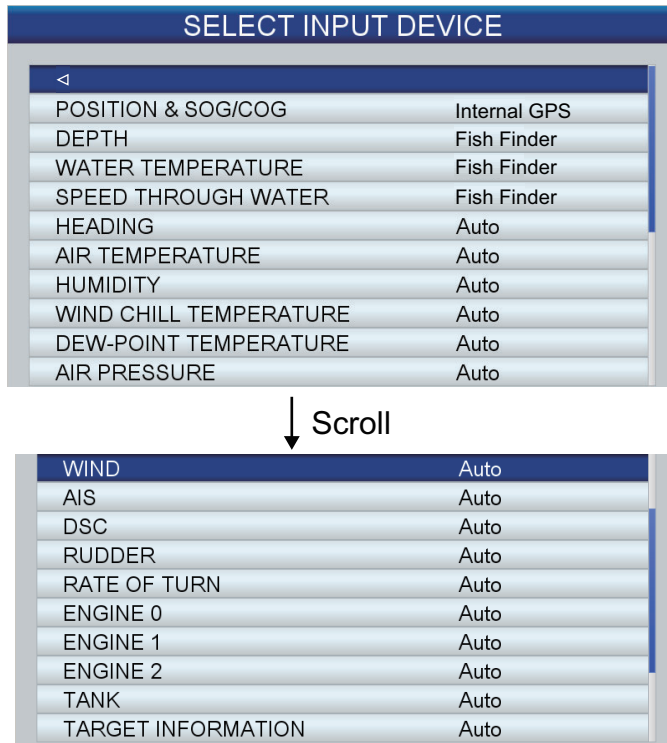 SELECT INPUT DEVICE
POSITION & SOG/COG Internal GPS
DEPTH Fish Finder
WATER TEMPERATURE Fish Finder
SPEED THROUGH WATER Fish Finder
HEADING Auto
AIR TEMPERATURE Auto
HUMIDITY Auto
WIND CHILL TEMPERATURE Auto
DEW-POINT TEMPERATURE Auto
AIR PRESSURE Auto
Scroll
WIND Auto
AIS Auto
DSC Auto
RUDDER Auto
RATE OF TURN Auto
ENGINE 0 Auto
ENGINE 1 Auto
ENGINE 2 Auto
TANK Auto
TARGET INFORMATION Auto